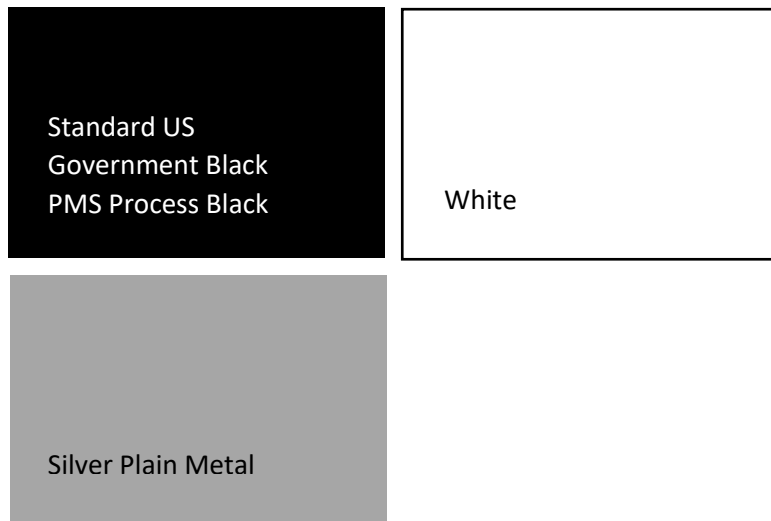 Standard US
Government Black
PMS Process Black
White
Silver Plain Metal